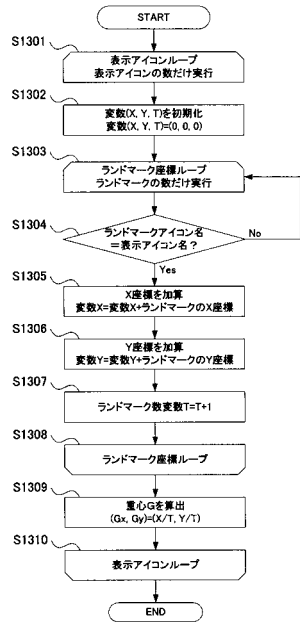 START
S1301
表示アイコンループ
表示アイコンの数だけ実行
S1302
変数(X, Y, T)を初期化
変数(X, Y, T)=(0, 0, 0)
S1303
ランドマーク座標ループ
ランドマークの数だけ実行
S1304
ランドマークアイコン名
＝表示アイコン名？
No
Yes
S1305
X座標を加算
変数X=変数X+ランドマークのX座標
S1306
Y座標を加算
変数Y=変数Y+ランドマークのY座標
S1307
ランドマーク数変数T=T+1
S1308
ランドマーク座標ループ
S1309
重心Gを算出
(Gx, Gy)=(X/T, Y/T)
S1310
表示アイコンループ
END